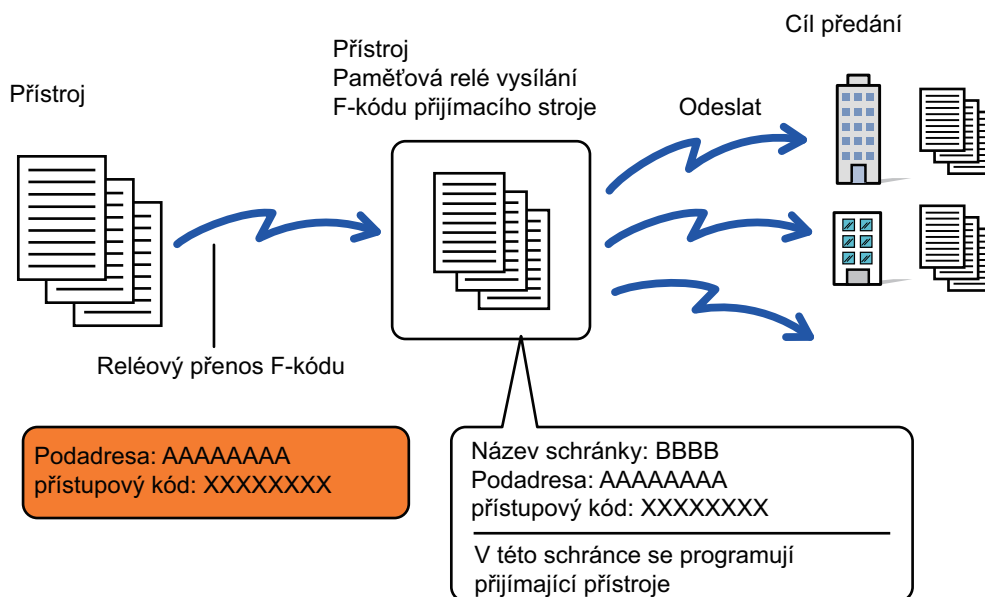 Přístroj
Přístroj
Paměťová relé vysílání
F-kódu přijímacího stroje
Odeslat
Cíl předání
Reléový přenos F-kódu
Podadresa: AAAAAAAA
přístupový kód: XXXXXXXX
Název schránky: BBBB
Podadresa: AAAAAAAA
přístupový kód: XXXXXXXX
V této schránce se programují
přijímající přístroje